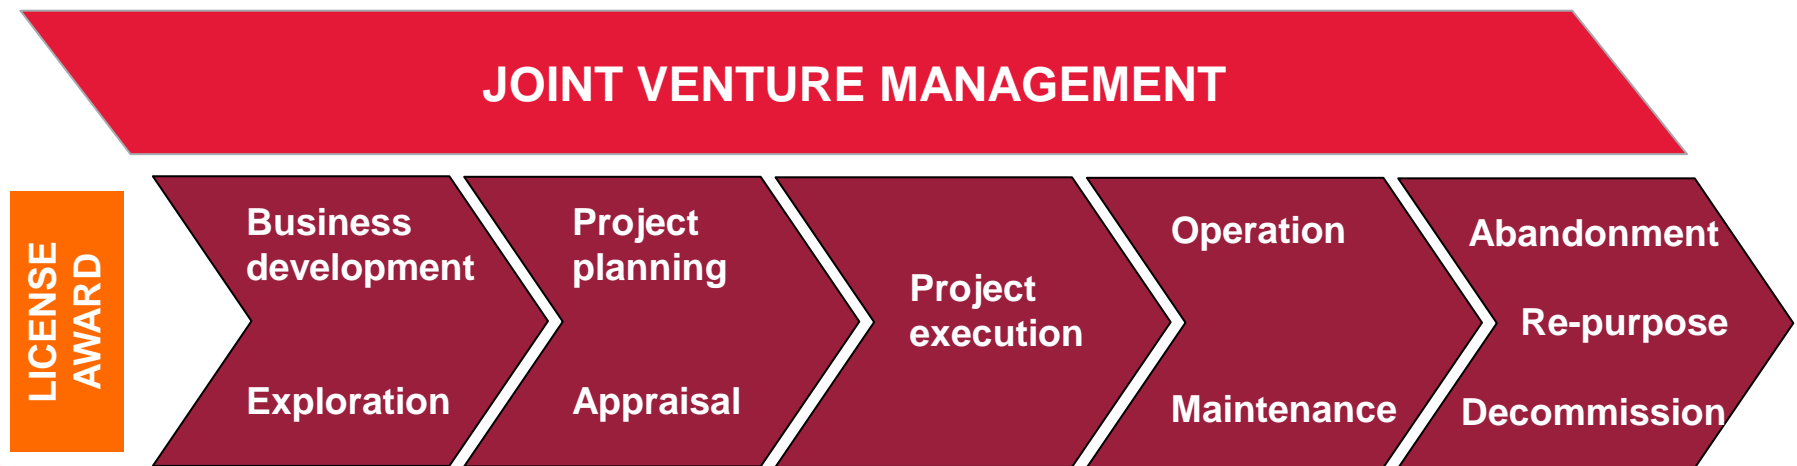 JOINT VENTURE MANAGEMENT
LICENSE
AWARD
Business
development
Exploration
Project
planning
Appraisal
Project
execution
Operation
Maintenance
Abandonment
Re-purpose
Decommission